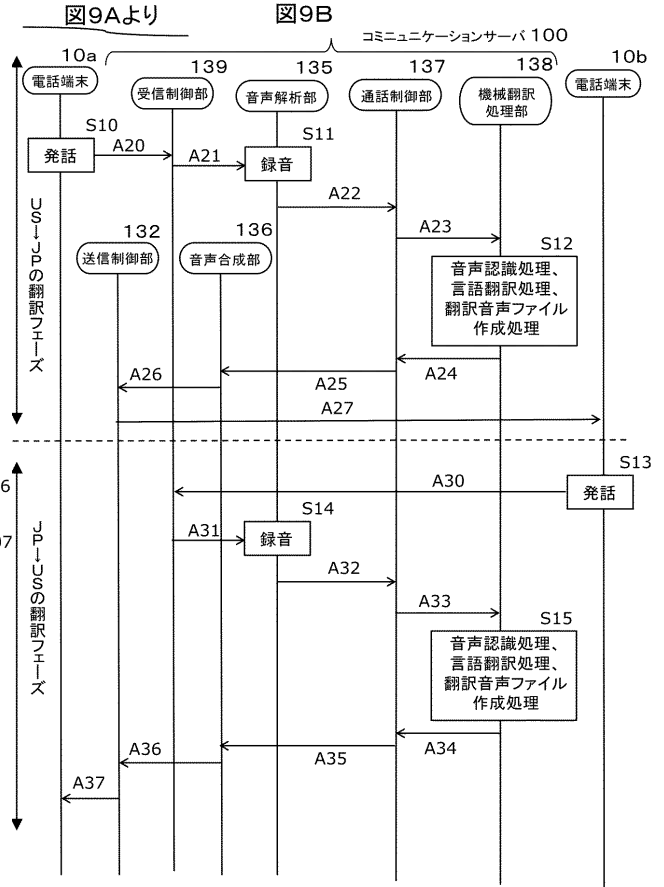 図9Aより
図9B
コミニュニケーションサーバ 100
10a
139
135
137
138
10b
電話端末
受信制御部
音声解析部
通話制御部
機械翻訳
処理部
電話端末
S10
発話
A20
A21
S11
録音
A22
A23
US→JPの翻訳フェーズ
132
送信制御部
136
音声合成部
S12
音声認識処理、
言語翻訳処理、
翻訳音声ファイル
作成処理
A24
A25
A26
A27
S13
発話
A30
6
07
JP→USの翻訳フェーズ
A31
S14
録音
A32
A33
S15
音声認識処理、
言語翻訳処理、
翻訳音声ファイル
作成処理
A34
A35
A36
A37